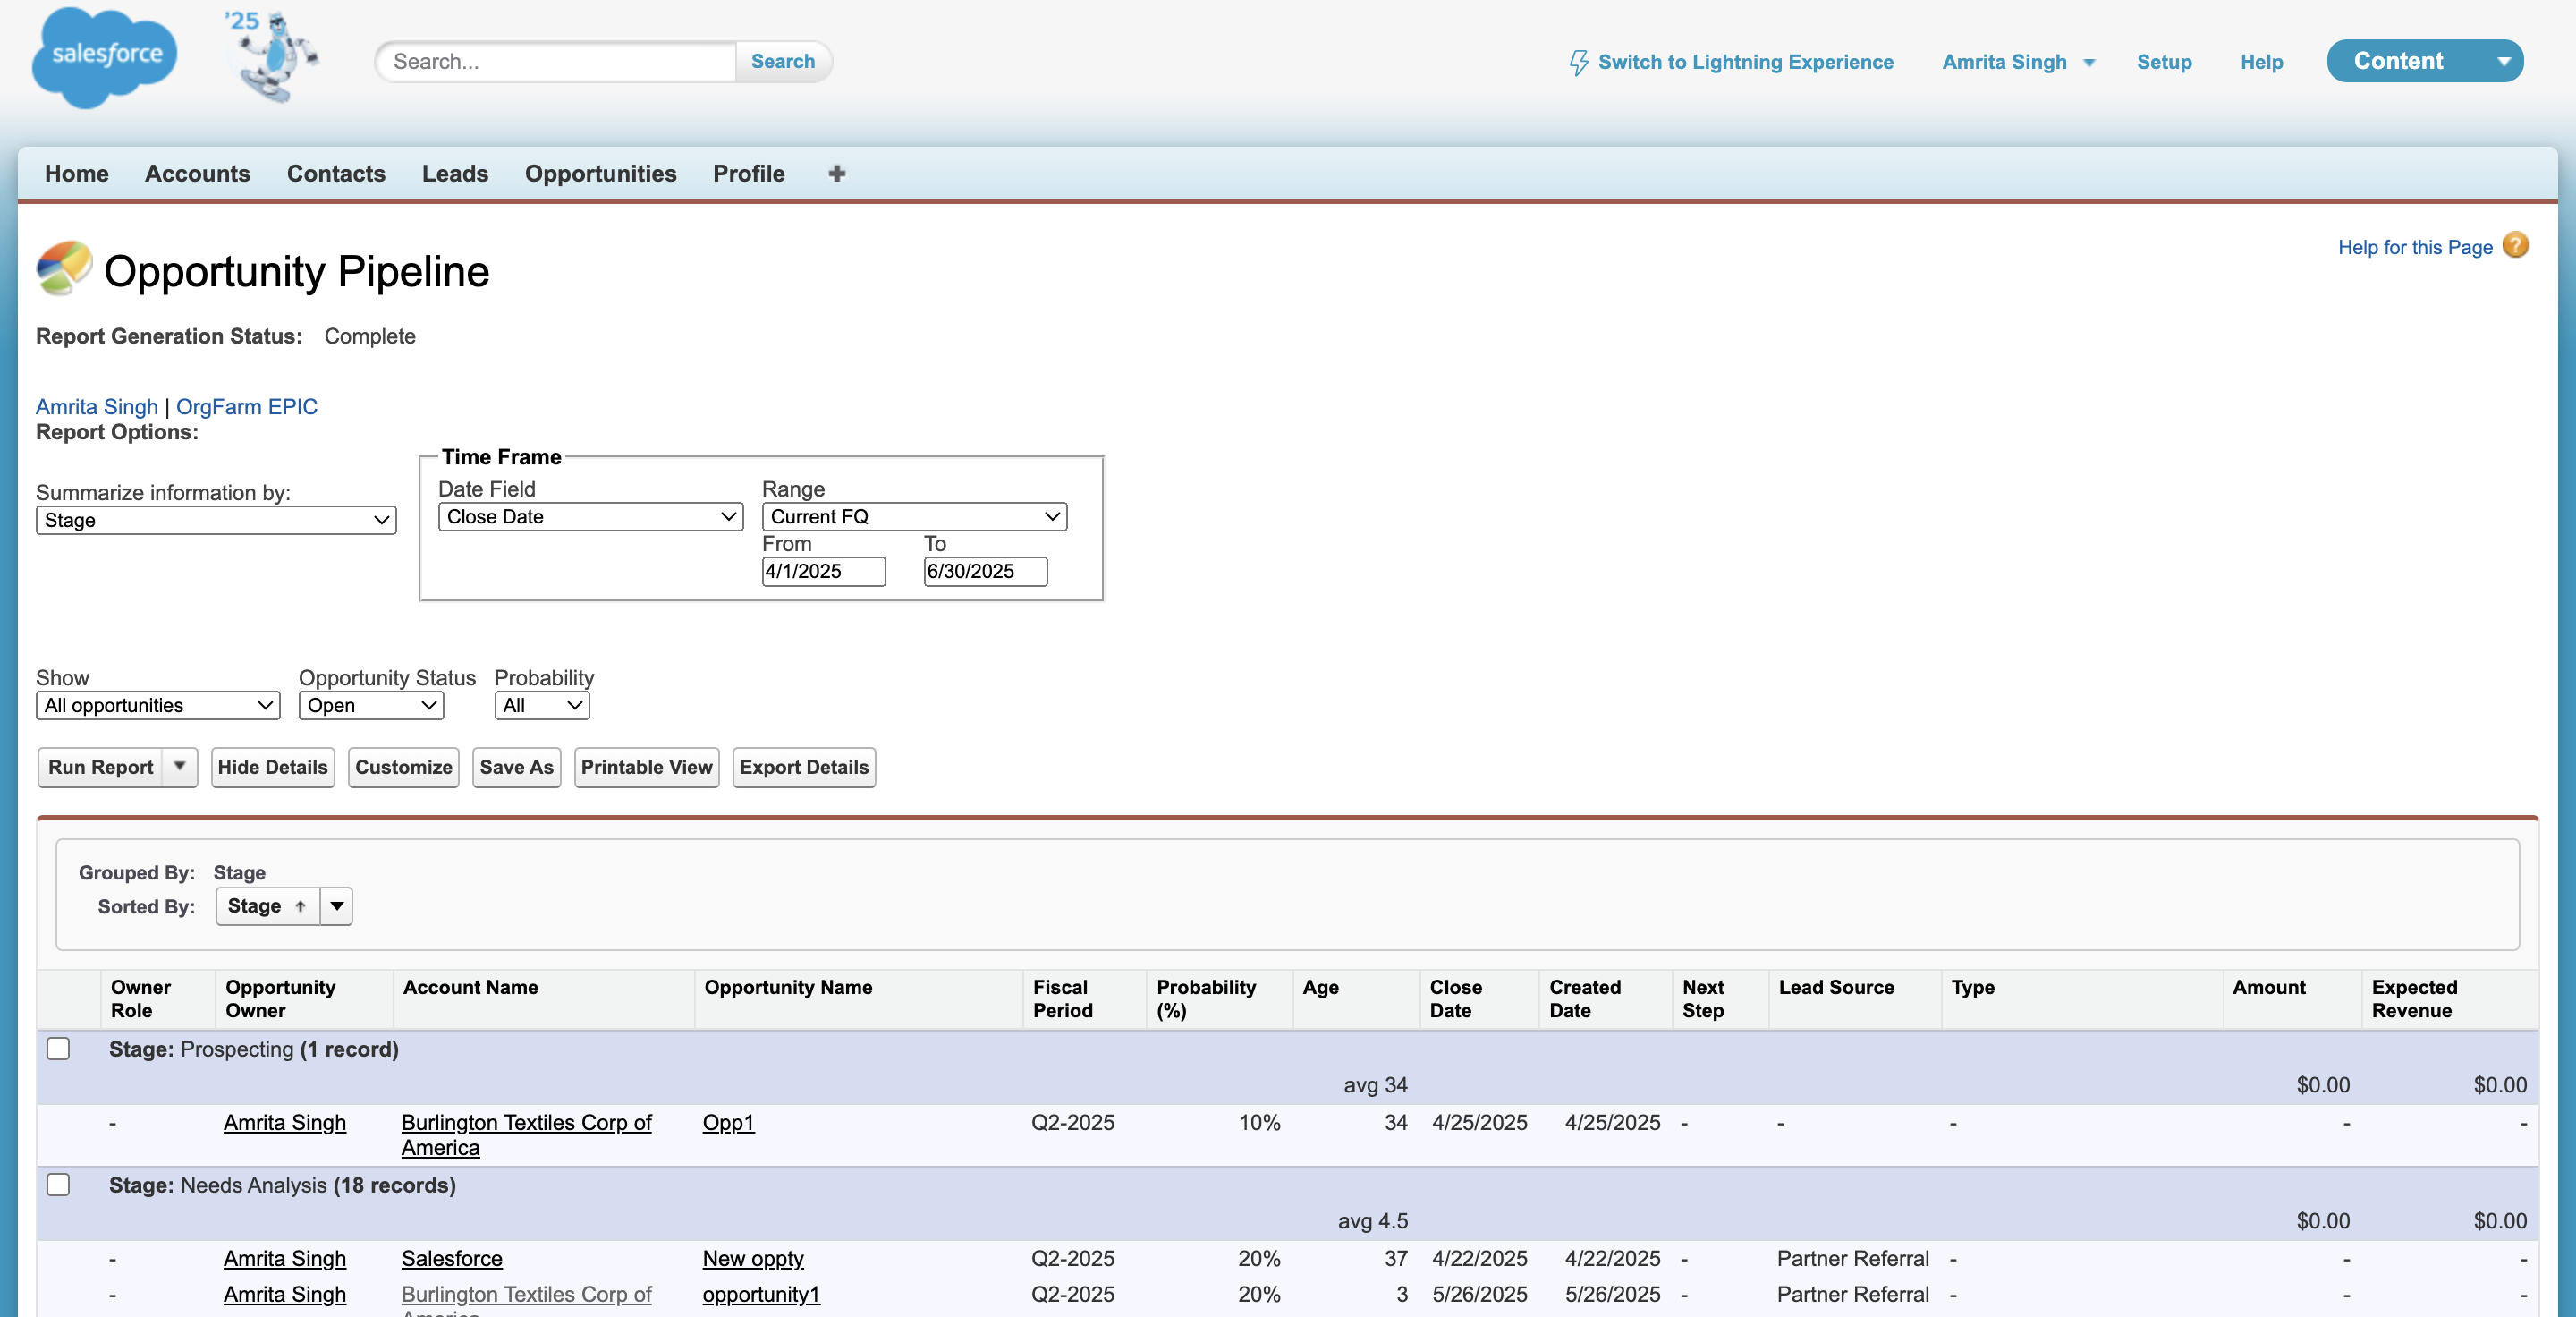 salesforce
'25
Search...
Search
Switch to Lightning Experience
Amrita Singh
Setup
Help
Content
Home
Accounts
Contacts
Leads
Opportunities
Profile
Opportunity Pipeline
Help for this Page
Report Generation Status: Complete
Amrita Singh | OrgFarm EPIC
Report Options:
Time Frame
Summarize information by:
Stage
Date Field
Close Date
Range
Current FQ
From
To
4/1/2025
6/30/2025
Show
All opportunities
Opportunity Status
Open
Probability
All
Run Report
Hide Details
Customize
Save As
Printable View
Export Details
Grouped By: Stage
Sorted By: Stage ↑
Owner Role
Opportunity Owner
Account Name
Opportunity Name
Fiscal Period
Probability (%)
Age
Close Date
Created Date
Next Step
Lead Source
Type
Amount
Expected Revenue
Stage: Prospecting (1 record)
avg 34 $0.00 $0.00
- Amrita Singh Burlington Textiles Corp of America Opp1 Q2-2025 10% 34 4/25/2025 4/25/2025 - - - - -
Stage: Needs Analysis (18 records)
avg 4.5 $0.00 $0.00
- Amrita Singh Salesforce New oppty Q2-2025 20% 37 4/22/2025 4/22/2025 - Partner Referral - - -
- Amrita Singh Burlington Textiles Corp of opportunity1 Q2-2025 20% 3 5/26/2025 5/26/2025 - Partner Referral - - -